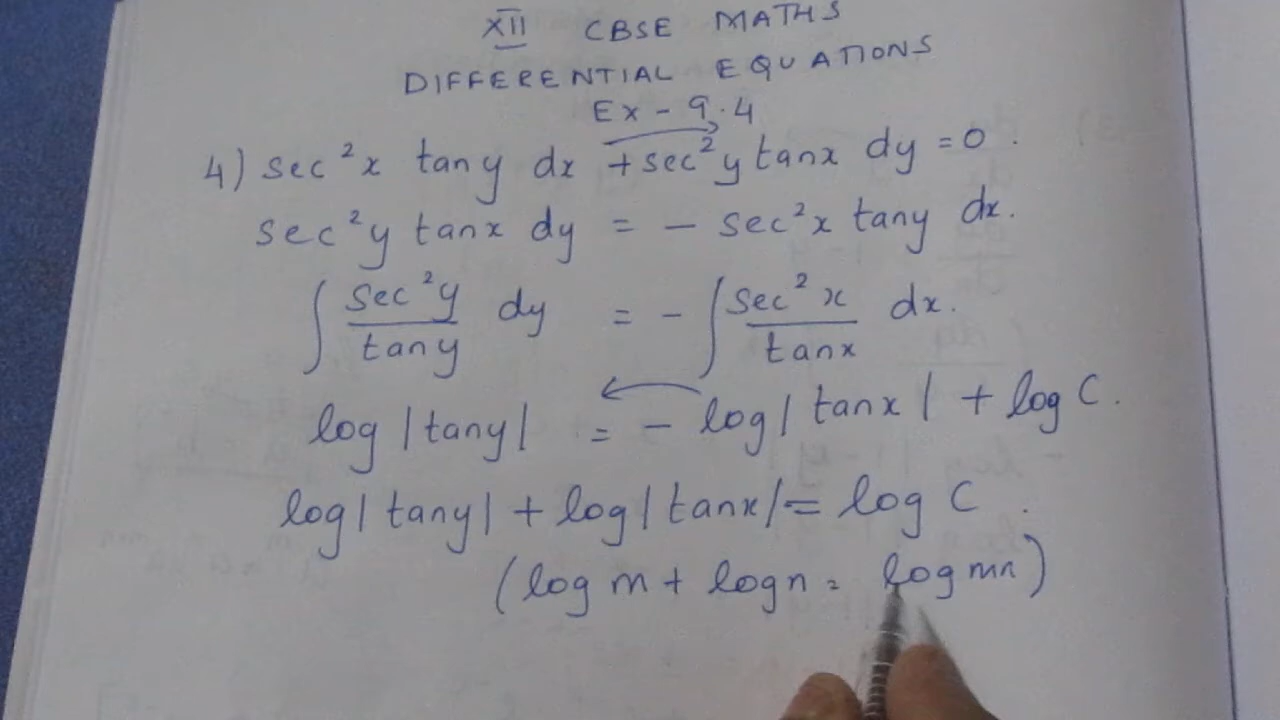 XII CBSE MATHS
DIFFERENTIAL EQUATIONS
Ex - 9.4
4) sec²x tany dx + sec²y tanx dy = 0.
sec²y tanx dy = - sec²x tany dx.
∫ sec²y/tany dy = - ∫ sec²x/tanx dx.
log |tany| = - log| tanx | + log C.
log| tany| + log| tanx| = log C.
(log m + log n = log mn)